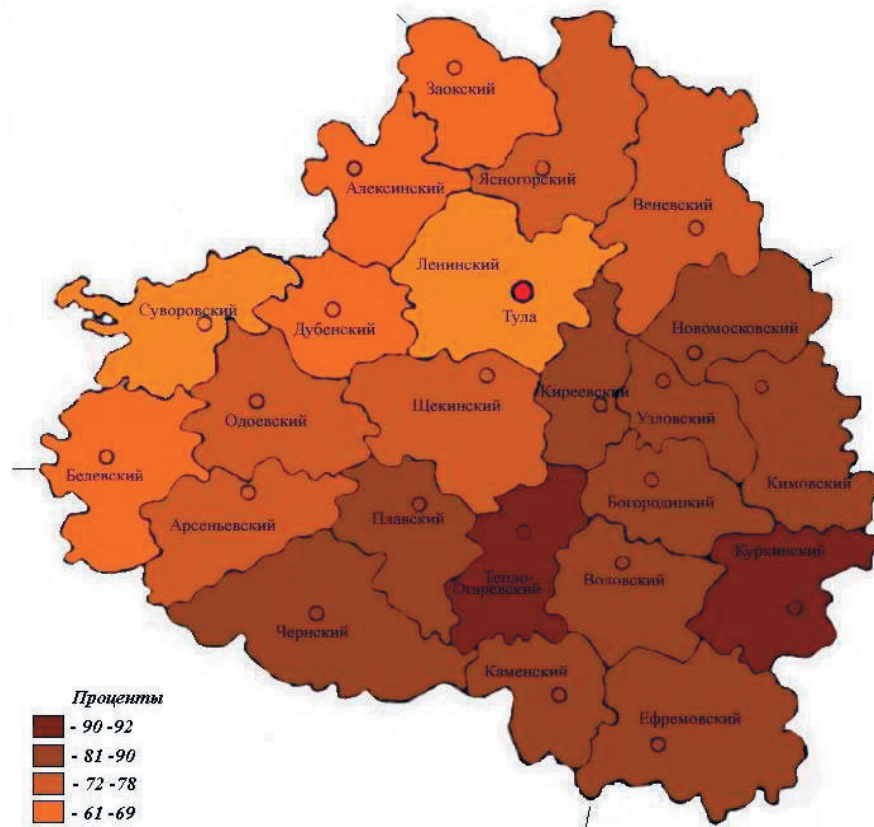 Заокский
Алексинский
Ясногорский
Веневский
Ленинский
Тула
Суворовский
Дубенский
Новомосковский
Киреевский
Щекинский
Узловский
Одоевский
Белевский
Кимовский
Богородицкий
Арсеньевский
Плавский
Куркинский
Тепло-
Огаревский
Воловский
Чернский
Каменский
Ефремовский
Проценты
- 90 -92
- 81 -90
- 72 -78
- 61 -69